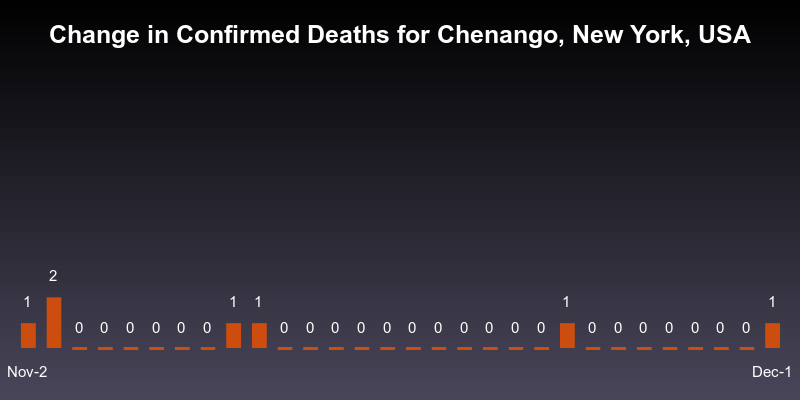 Change in Confirmed Deaths for Chenango, New York, USA
2
1 1 1 1 1
0 0 0 0 0 0 0 0 0 0 0 0 0 0 0 0 0 0 0 0 0 0 0 0
Nov-2 Dec-1